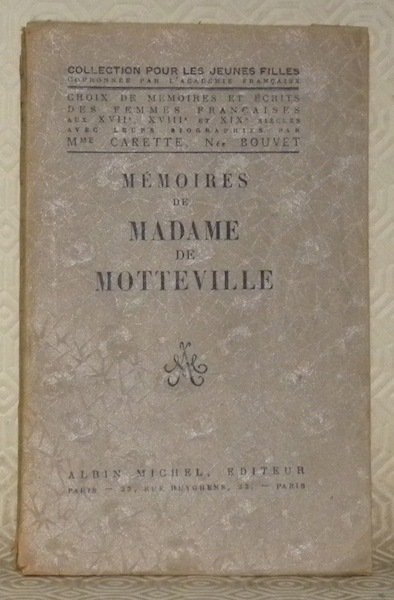 COLLECTION POUR LES JEUNES FILLES
COURONNÉE PAR L'ACADÉMIE FRANÇAISE
CHOIX DE MÉMOIRES ET ÉCRITS
DES FEMMES FRANÇAISES
AUX XVIIe, XVIIIe ET XIXe SIÈCLES
AVEC LEURS BIOGRAPHIES PAR
MME CARETTE, Née BOUVET
MÉMOIRES
DE
MADAME
DE
MOTTEVILLE
AM
ALBIN MICHEL, EDITEUR
PARIS — 22, RUE HUYGHENS, 22. — PARIS